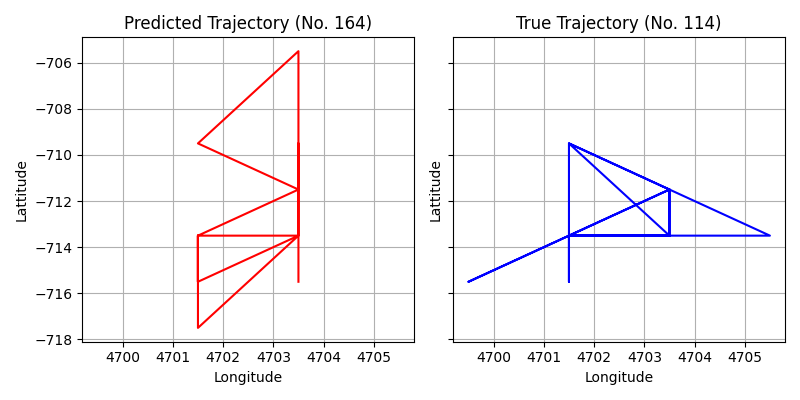 Predicted Trajectory (No. 164)
True Trajectory (No. 114)
−706
−708
−710
−712
−714
−716
−718
Lattitude
Lattitude
4700 4701 4702 4703 4704 4705
4700 4701 4702 4703 4704 4705
Longitude
Longitude